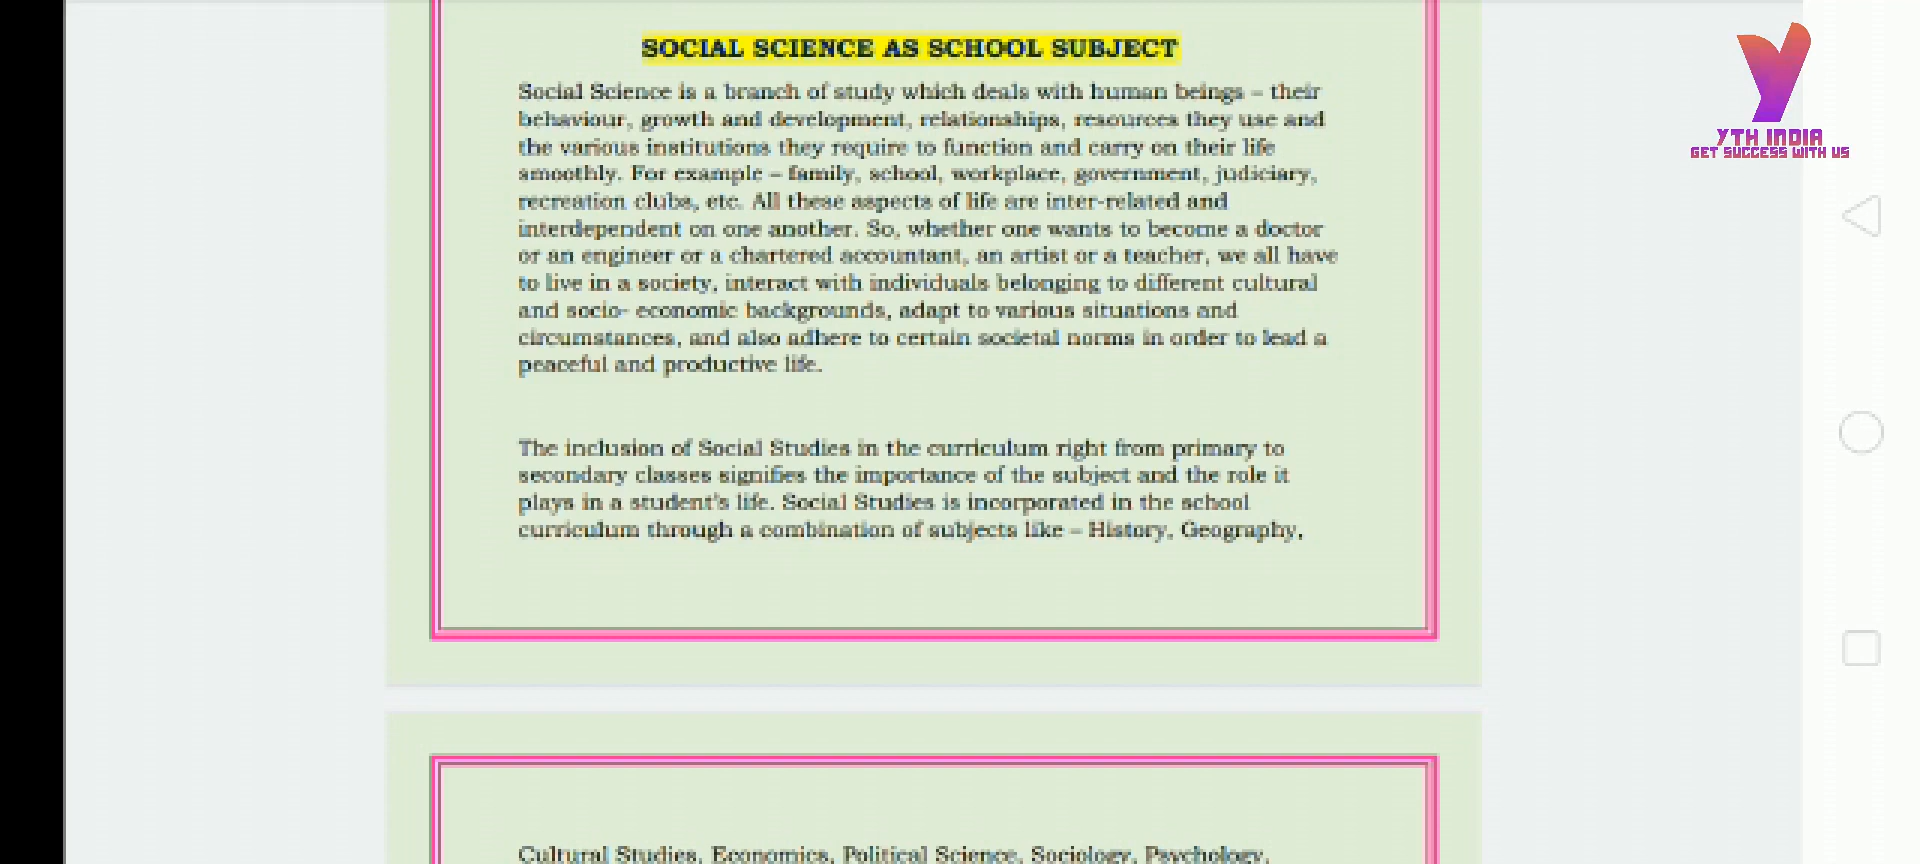 SOCIAL SCIENCE AS SCHOOL SUBJECT
Social Science is a branch of study which deals with human beings – their
behaviour, growth and development, relationships, resources they use and
the various institutions they require to function and carry on their life
smoothly. For example – family, school, workplace, government, judiciary,
recreation clubs, etc. All these aspects of life are inter-related and
interdependent on one another. So, whether one wants to become a doctor
or an engineer or a chartered accountant, an artist or a teacher, we all have
to live in a society, interact with individuals belonging to different cultural
and socio- economic backgrounds, adapt to various situations and
circumstances, and also adhere to certain societal norms in order to lead a
peaceful and productive life.
The inclusion of Social Studies in the curriculum right from primary to
secondary classes signifies the importance of the subject and the role it
plays in a student's life. Social Studies is incorporated in the school
curriculum through a combination of subjects like – History, Geography,
Cultural Studies, Economics, Political Science, Sociology, Psychology,
YTH INDIA
GET SUCCESS WITH US